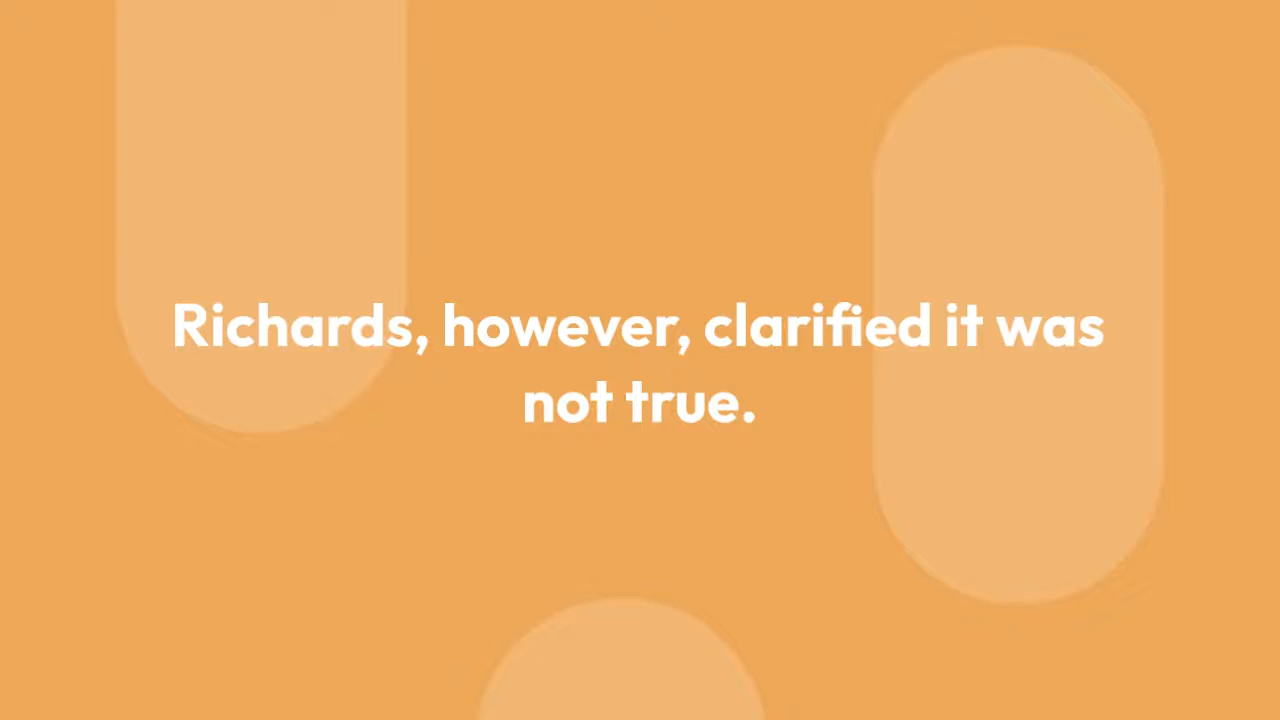 Richards, however, clarified it was
not true.